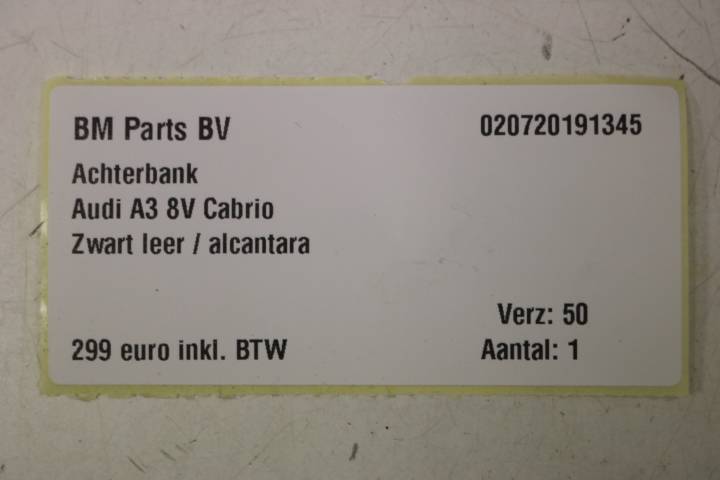 BM Parts BV 020720191345
Achterbank
Audi A3 8V Cabrio
Zwart leer / alcantara
Verz: 50
299 euro inkl. BTW Aantal: 1